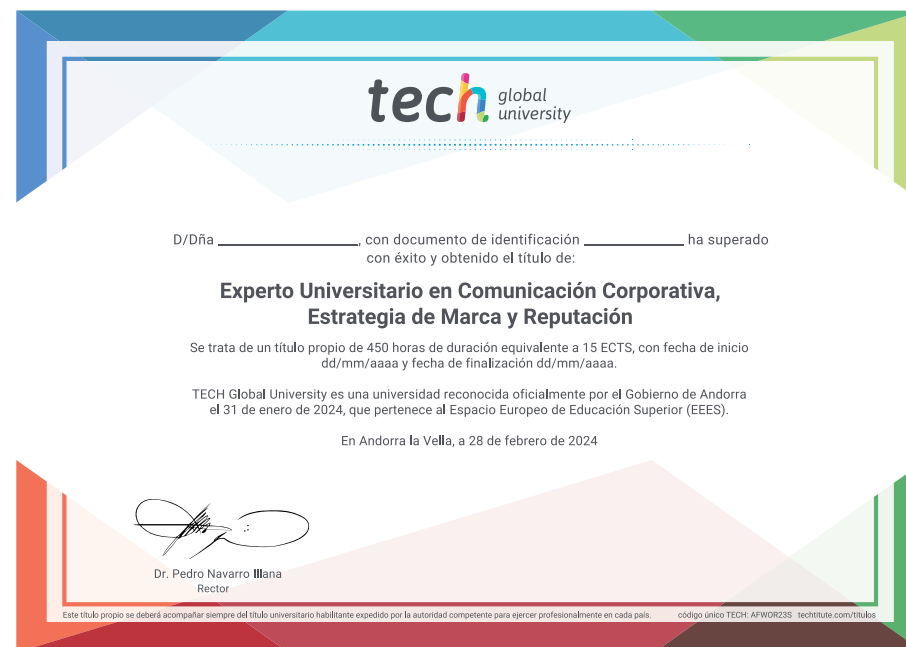 tech global university
D/Dña ____________________, con documento de identificación ______________ ha superado
con éxito y obtenido el título de:
Experto Universitario en Comunicación Corporativa,
Estrategia de Marca y Reputación
Se trata de un título propio de 450 horas de duración equivalente a 15 ECTS, con fecha de inicio
dd/mm/aaaa y fecha de finalización dd/mm/aaaa.
TECH Global University es una universidad reconocida oficialmente por el Gobierno de Andorra
el 31 de enero de 2024, que pertenece al Espacio Europeo de Educación Superior (EEES).
En Andorra la Vella, a 28 de febrero de 2024
Dr. Pedro Navarro Illana
Rector
Este título propio se deberá acompañar siempre del título universitario habilitante expedido por la autoridad competente para ejercer profesionalmente en cada país. código único TECH: AFWOR23S techtitute.com/titulos